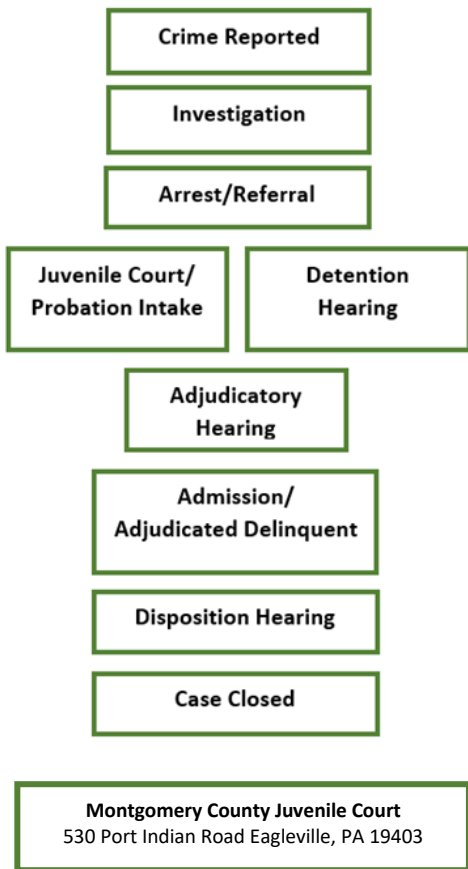 Crime Reported
Investigation
Arrest/Referral
Juvenile Court/
Probation Intake
Detention
Hearing
Adjudicatory
Hearing
Admission/
Adjudicated Delinquent
Disposition Hearing
Case Closed
Montgomery County Juvenile Court
530 Port Indian Road Eagleville, PA 19403